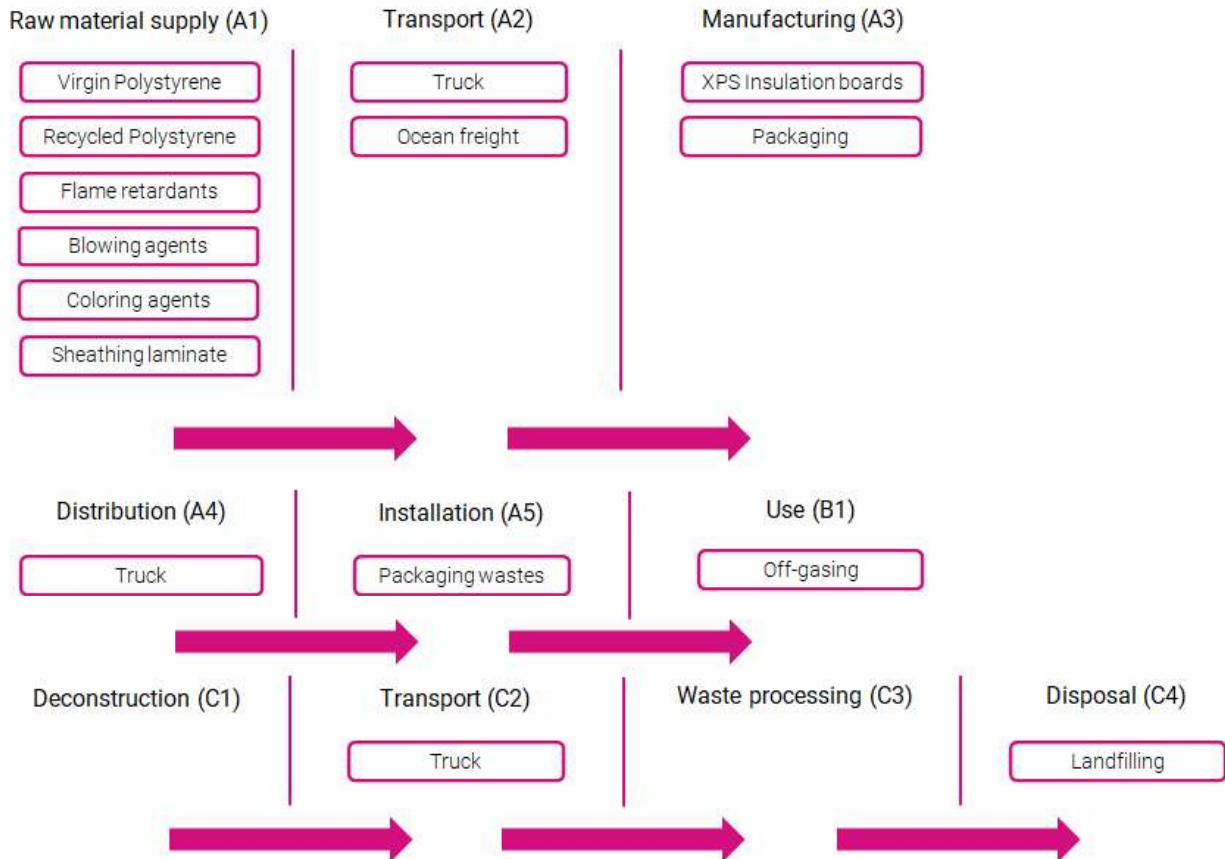 Raw material supply (A1)
Transport (A2)
Manufacturing (A3)
Virgin Polystyrene
Truck
XPS Insulation boards
Recycled Polystyrene
Ocean freight
Packaging
Flame retardants
Blowing agents
Coloring agents
Sheathing laminate
Distribution (A4)
Installation (A5)
Use (B1)
Truck
Packaging wastes
Off-gasing
Deconstruction (C1)
Transport (C2)
Waste processing (C3)
Disposal (C4)
Truck
Landfilling